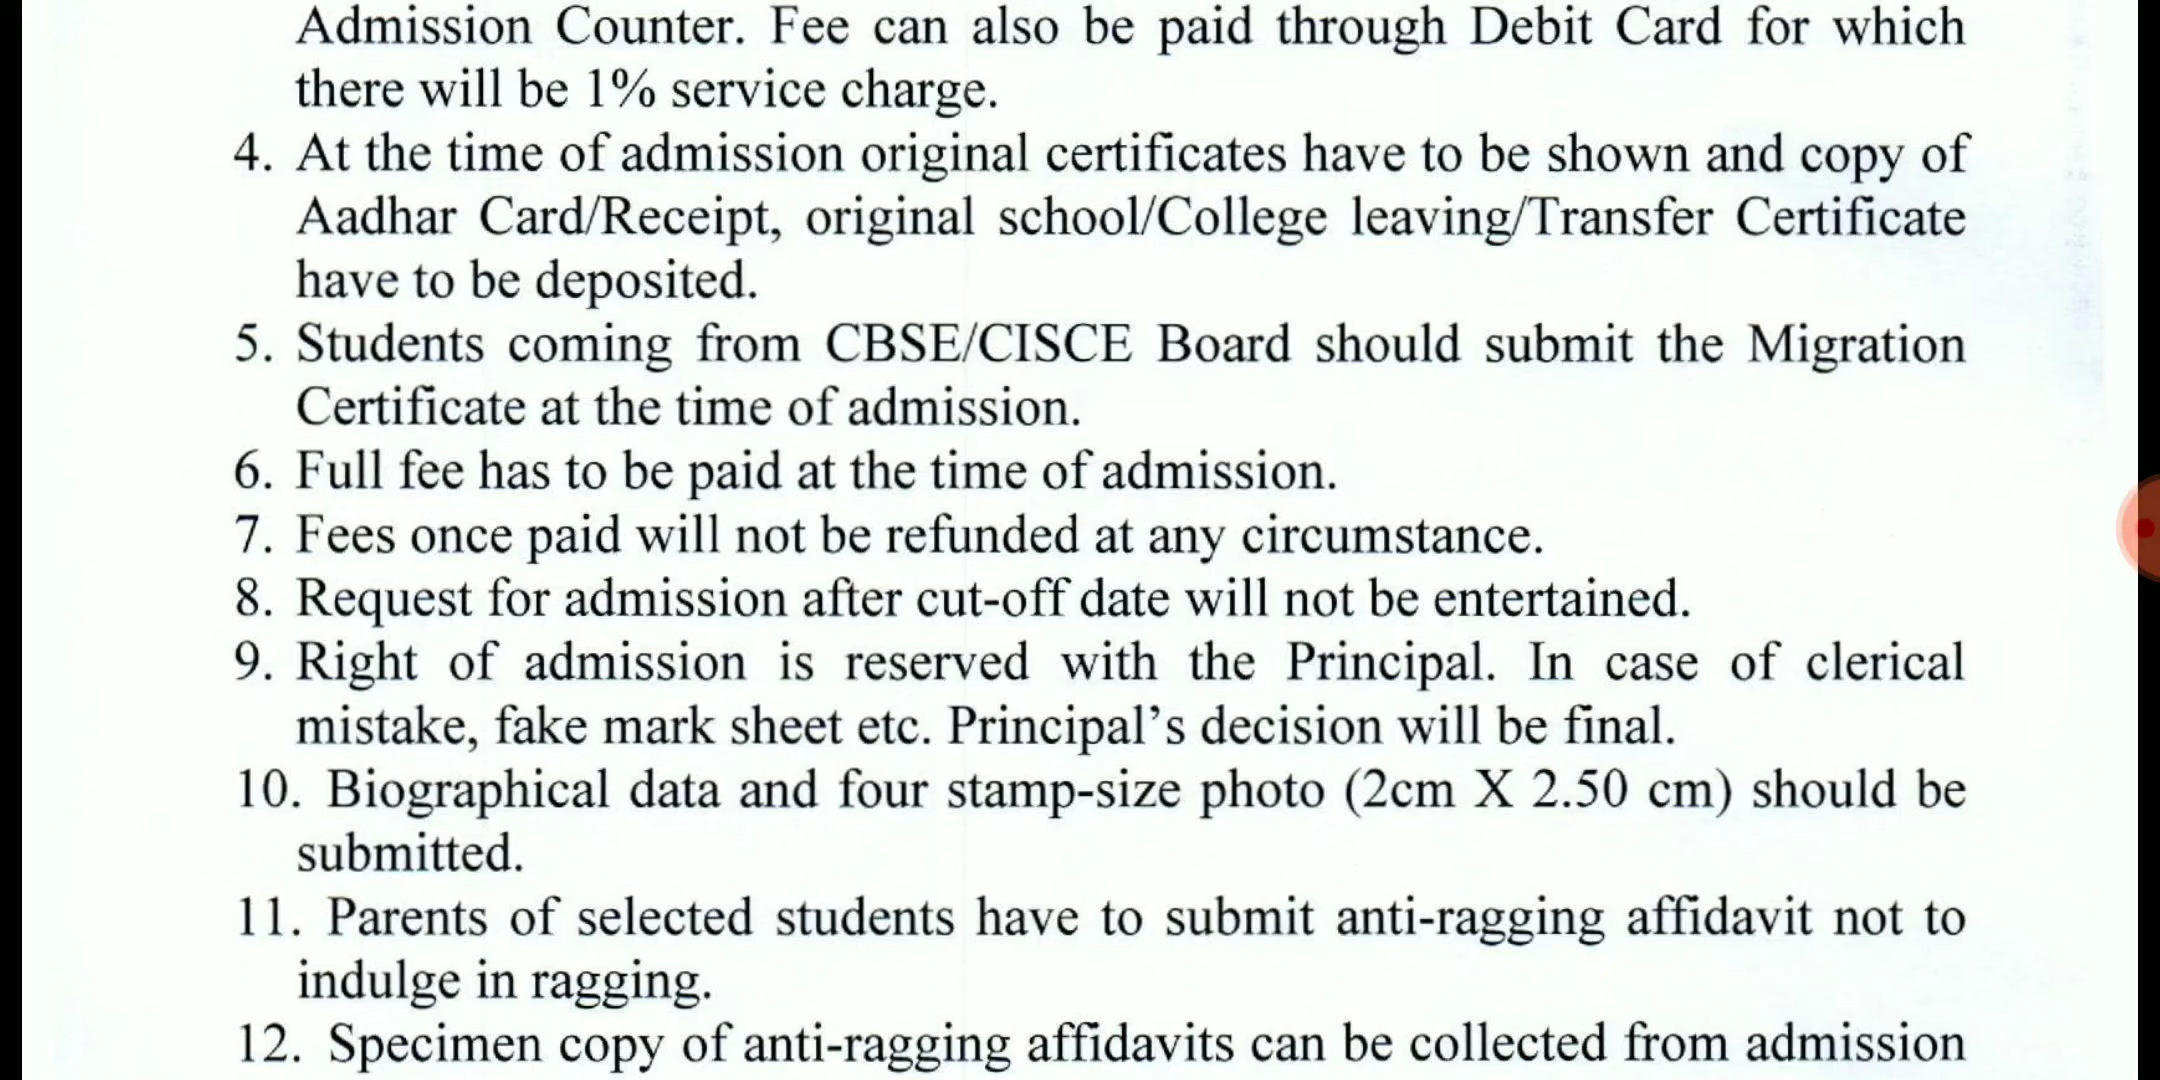 Admission Counter. Fee can also be paid through Debit Card for which
there will be 1% service charge.
4. At the time of admission original certificates have to be shown and copy of
Aadhar Card/Receipt, original school/College leaving/Transfer Certificate
have to be deposited.
5. Students coming from CBSE/CISCE Board should submit the Migration
Certificate at the time of admission.
6. Full fee has to be paid at the time of admission.
7. Fees once paid will not be refunded at any circumstance.
8. Request for admission after cut-off date will not be entertained.
9. Right of admission is reserved with the Principal. In case of clerical
mistake, fake mark sheet etc. Principal’s decision will be final.
10. Biographical data and four stamp-size photo (2cm X 2.50 cm) should be
submitted.
11. Parents of selected students have to submit anti-ragging affidavit not to
indulge in ragging.
12. Specimen copy of anti-ragging affidavits can be collected from admission